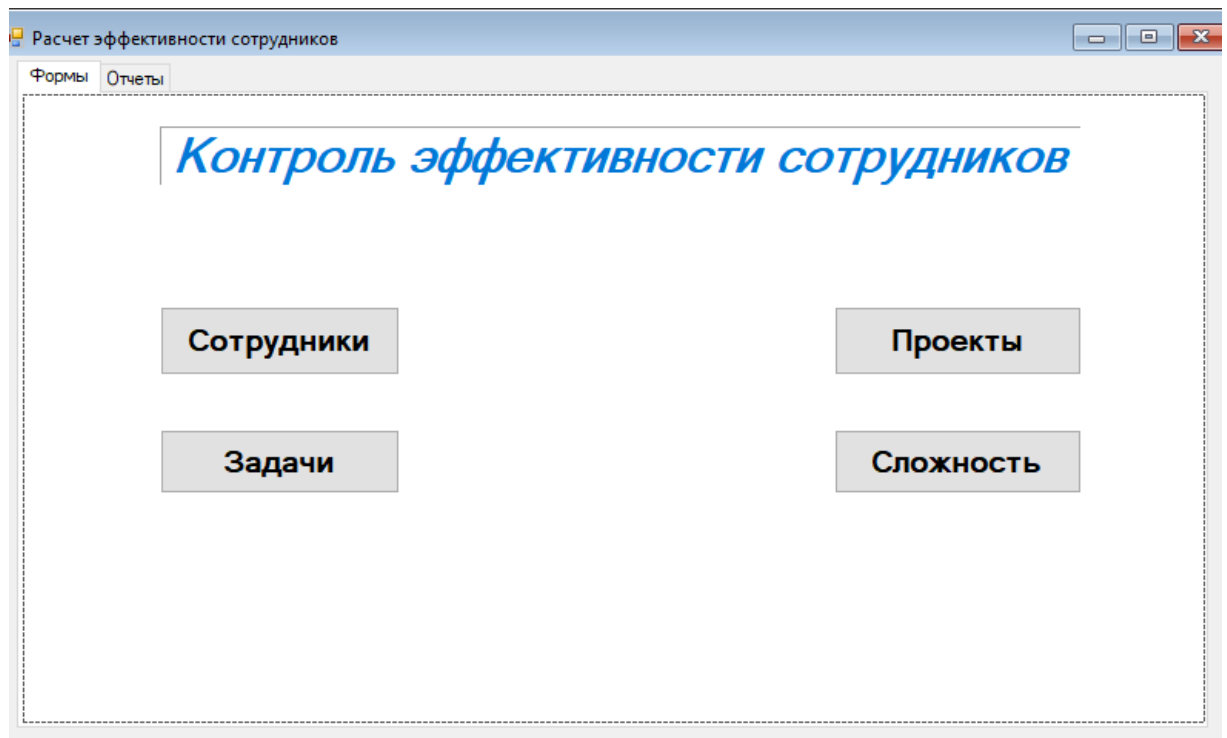 Расчет эффективности сотрудников
Формы Отчеты
Контроль эффективности сотрудников
Сотрудники Проекты
Задачи Сложность